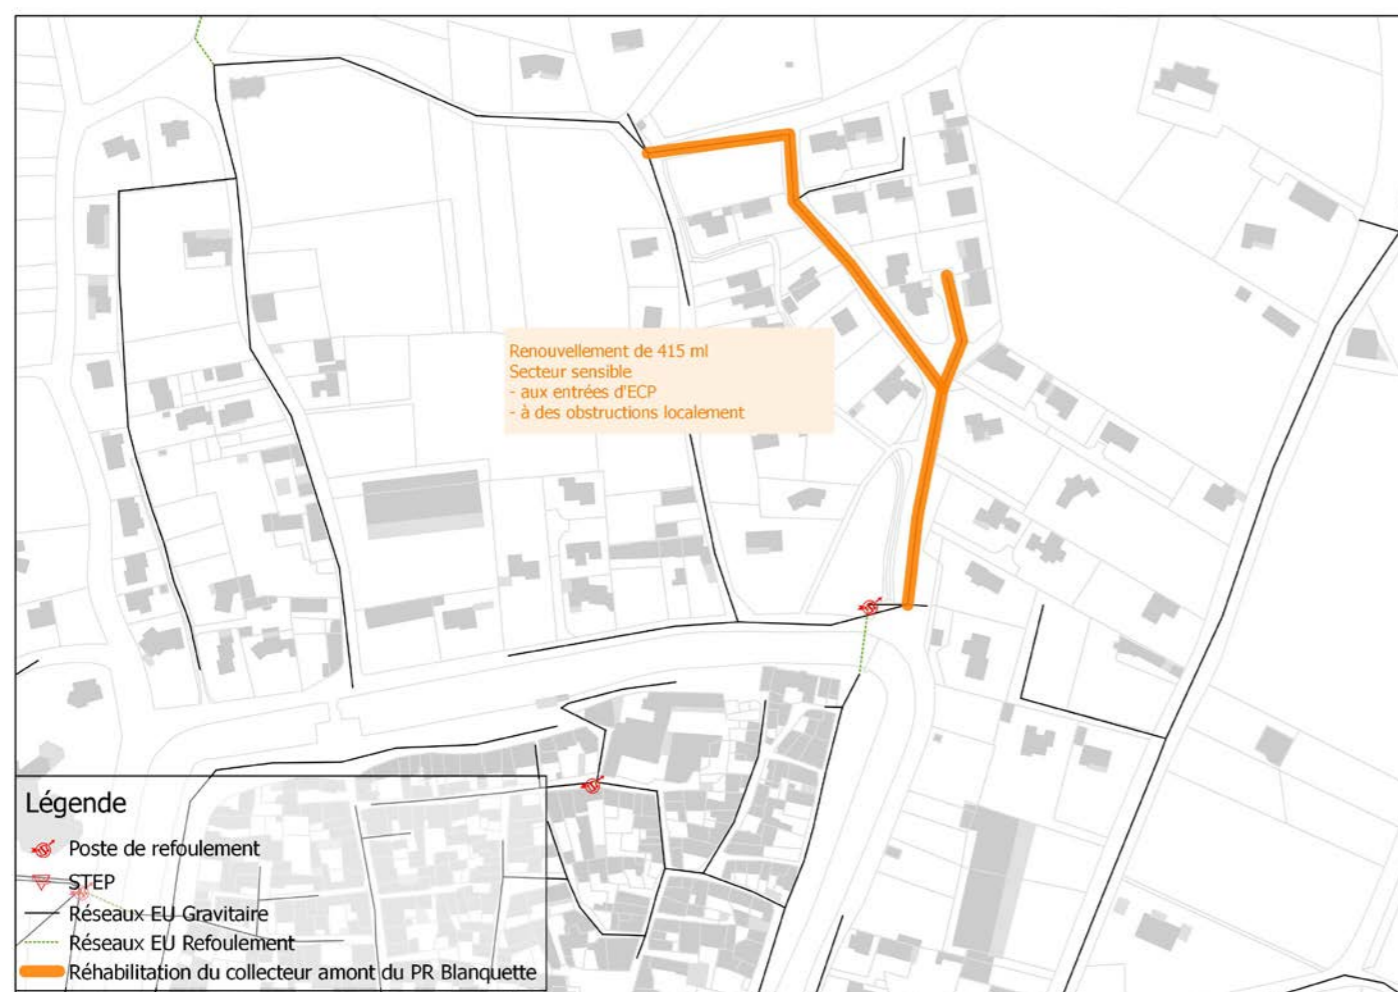 Renouvellement de 415 ml
Secteur sensible
- aux entrées d'ECP
- à des obstructions localement
Légende
Poste de refoulement
STEP
Réseaux EU Gravitaire
Réseaux EU Refoulement
Réhabilitation du collecteur amont du PR Blanquette